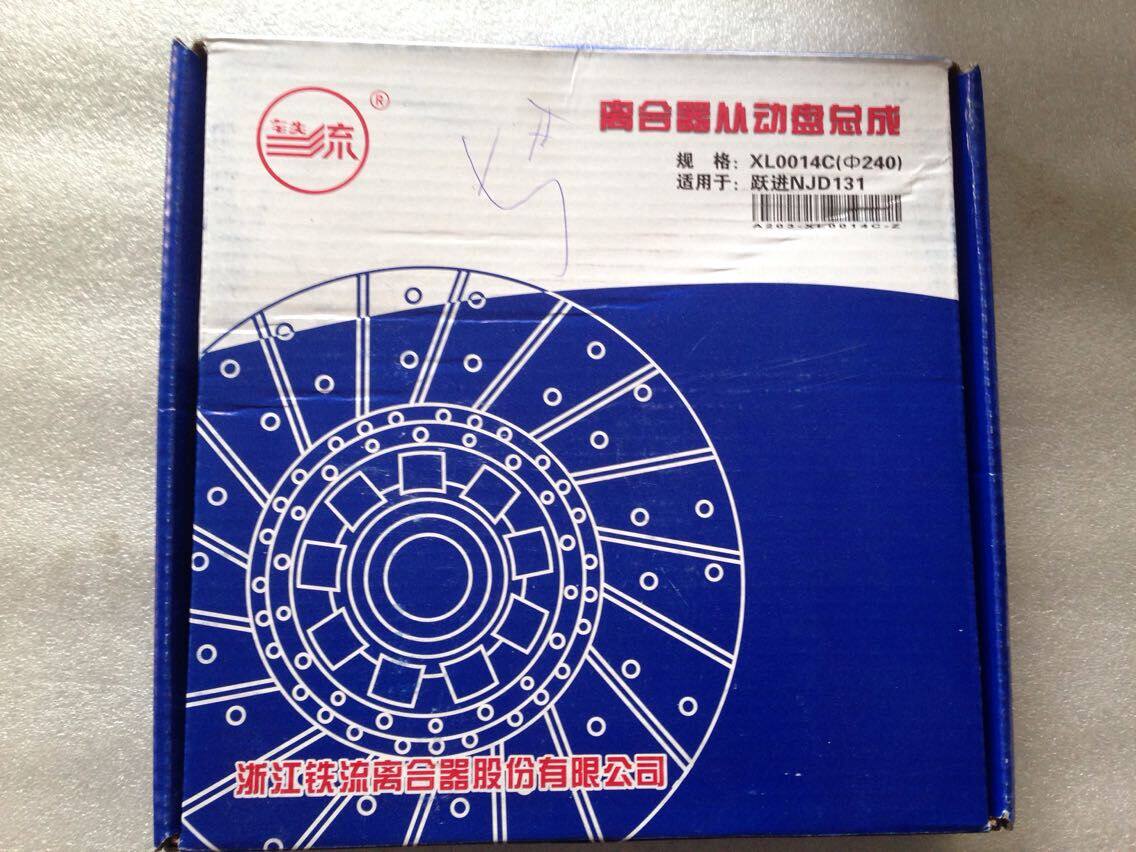 铁流
®
离合器从动盘总成
规 格：XL0014C(Φ240)
适用于：跃进NJD131
A203-XL0014C-Z
浙江铁流离合器股份有限公司